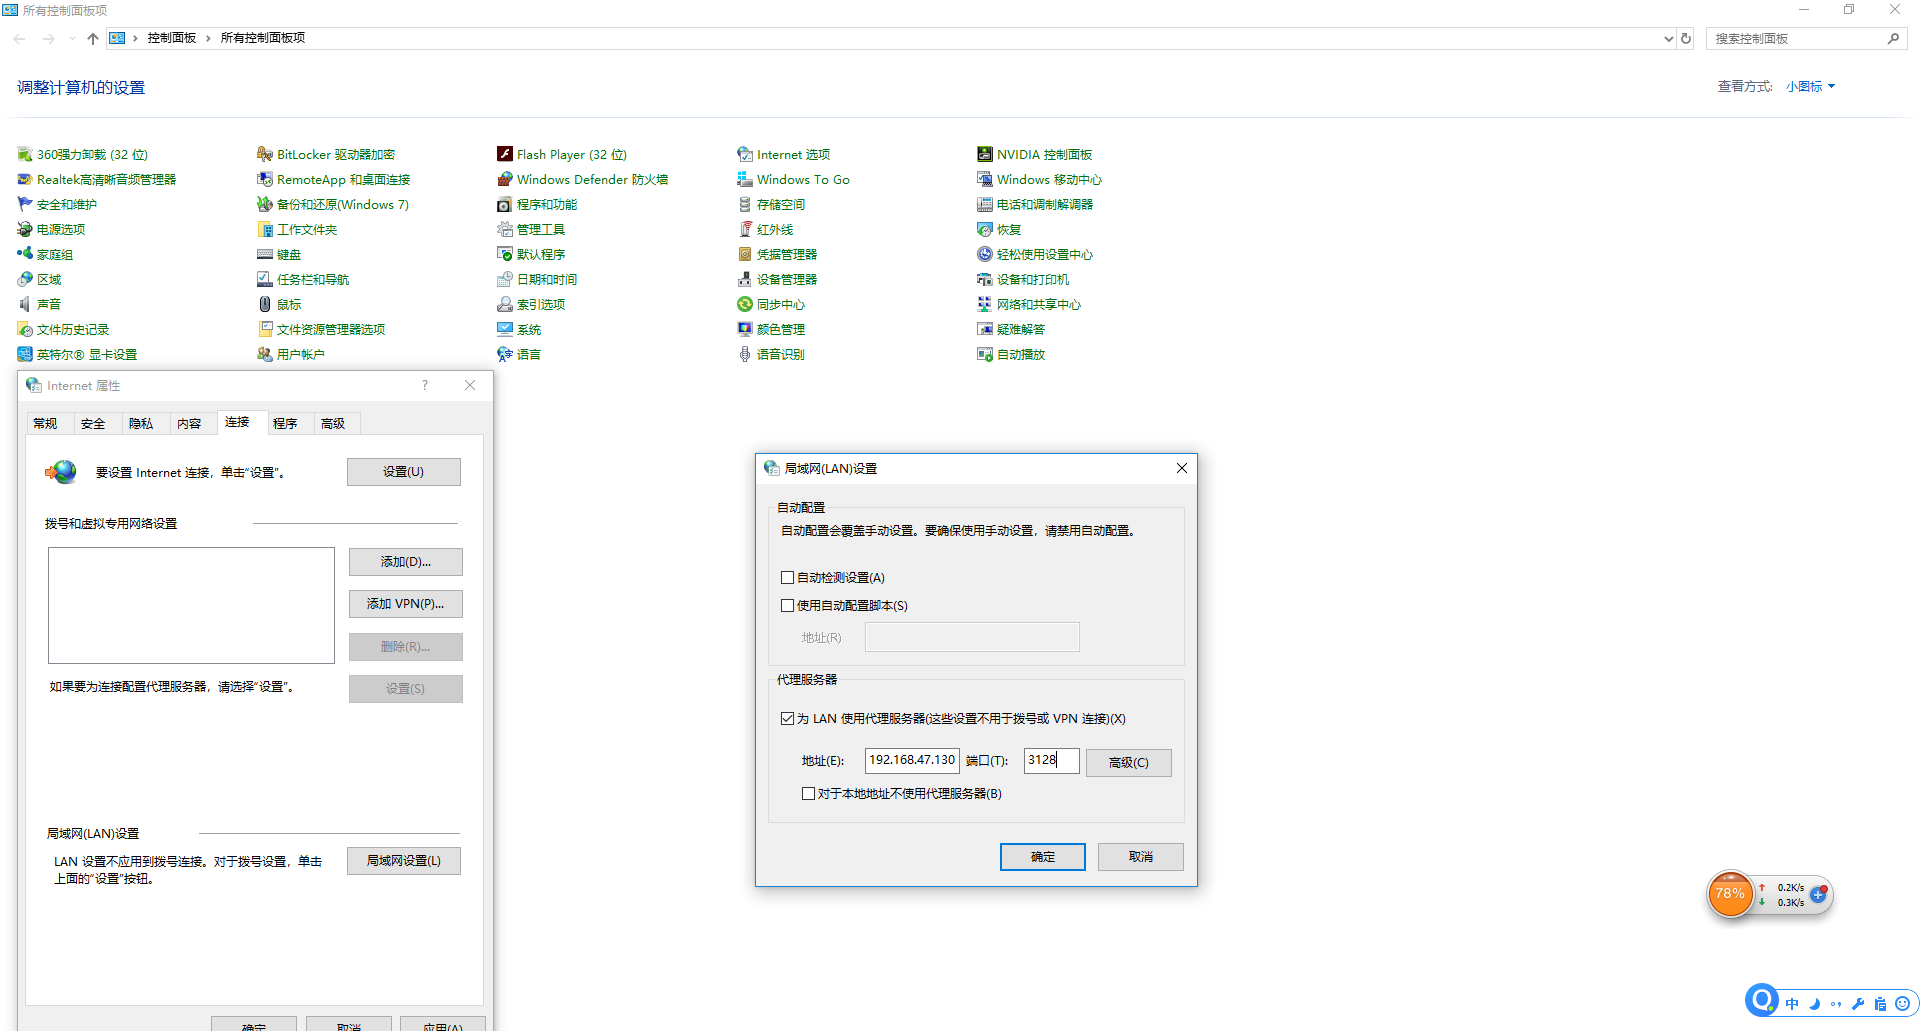 所有控制面板项
控制面板 › 所有控制面板项
搜索控制面板
调整计算机的设置
查看方式: 小图标
360强力卸载 (32 位)
BitLocker 驱动器加密
Flash Player (32 位)
Internet 选项
NVIDIA 控制面板
Realtek高清晰音频管理器
RemoteApp 和桌面连接
Windows Defender 防火墙
Windows To Go
Windows 移动中心
安全和维护
备份和还原(Windows 7)
程序和功能
存储空间
电话和调制解调器
电源选项
工作文件夹
管理工具
红外线
恢复
家庭组
键盘
默认程序
凭据管理器
轻松使用设置中心
区域
任务栏和导航
日期和时间
设备管理器
设备和打印机
声音
鼠标
索引选项
同步中心
网络和共享中心
文件历史记录
文件资源管理器选项
系统
颜色管理
疑难解答
英特尔® 显卡设置
用户帐户
语言
语音识别
自动播放
Internet 属性
常规 安全 隐私 内容 连接 程序 高级
要设置 Internet 连接，单击“设置”。
设置(U)
拨号和虚拟专用网络设置
添加(D)...
添加 VPN(P)...
删除(R)...
如果要为连接配置代理服务器，请选择“设置”。
设置(S)
局域网(LAN)设置
LAN 设置不应用到拨号连接。对于拨号设置，单击
上面的“设置”按钮。
局域网设置(L)
确定 取消 应用(A)
局域网(LAN)设置
自动配置
自动配置会覆盖手动设置。要确保使用手动设置，请禁用自动配置。
自动检测设置(A)
使用自动配置脚本(S)
地址(R)
代理服务器
为 LAN 使用代理服务器(这些设置不用于拨号或 VPN 连接)(X)
地址(E): 192.168.47.130 端口(T): 3128 高级(C)
对于本地地址不使用代理服务器(B)
确定 取消
78%
0.2K/s
0.3K/s
中